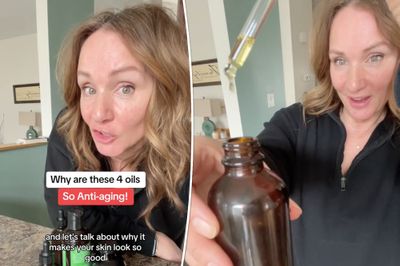 Why are these 4 oils
So Anti-aging!
and let's talk about why it
makes your skin look so
good